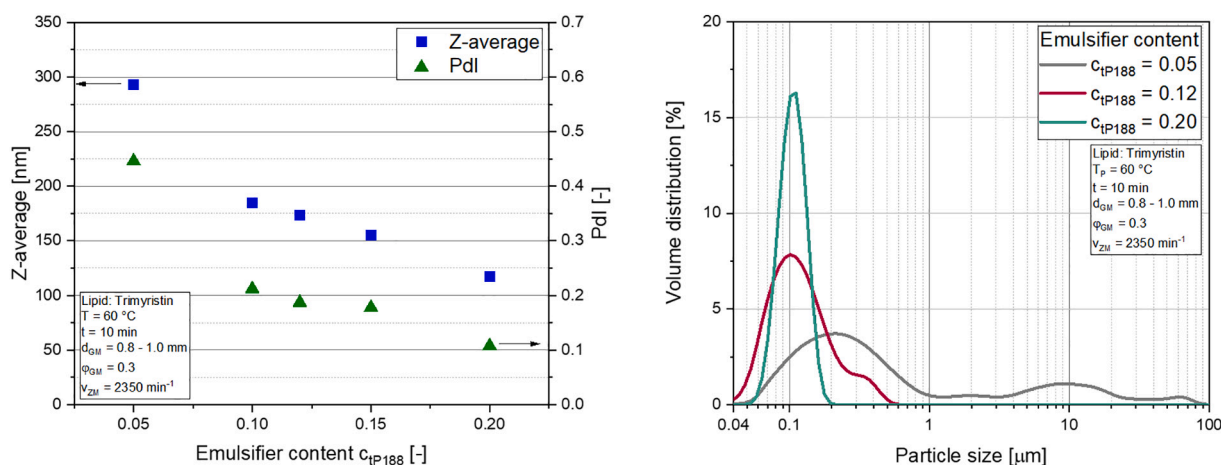 350
300
250
200
150
100
50
0
Z-average [nm]
0.7
0.6
0.5
0.4
0.3
0.2
0.1
0.0
PdI [-]
Z-average
PdI
Lipid: Trimyristin
T = 60 °C
t = 10 min
d_GM = 0.8 - 1.0 mm
φ_GM = 0.3
v_ZM = 2350 min⁻¹
0.05 0.10 0.15 0.20
Emulsifier content c_tP188 [-]
20
15
10
5
0
Volume distribution [%]
Emulsifier content
c_tP188 = 0.05
c_tP188 = 0.12
c_tP188 = 0.20
Lipid: Trimyristin
T_P = 60 °C
t = 10 min
d_GM = 0.8 - 1.0 mm
φ_GM = 0.3
v_ZM = 2350 min⁻¹
0.04 0.1 1 10 100
Particle size [µm]